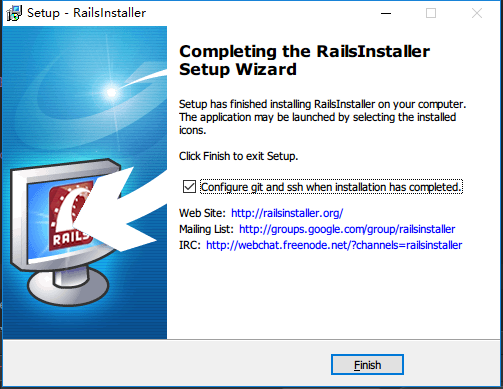 Setup - RailsInstaller
Completing the RailsInstaller
Setup Wizard
Setup has finished installing RailsInstaller on your computer.
The application may be launched by selecting the installed
icons.
Click Finish to exit Setup.
Configure git and ssh when installation has completed.
Web Site: http://railsinstaller.org/
Mailing List: http://groups.google.com/group/railsinstaller
IRC: http://webchat.freenode.net/?channels=railsinstaller
RAILS
Finish